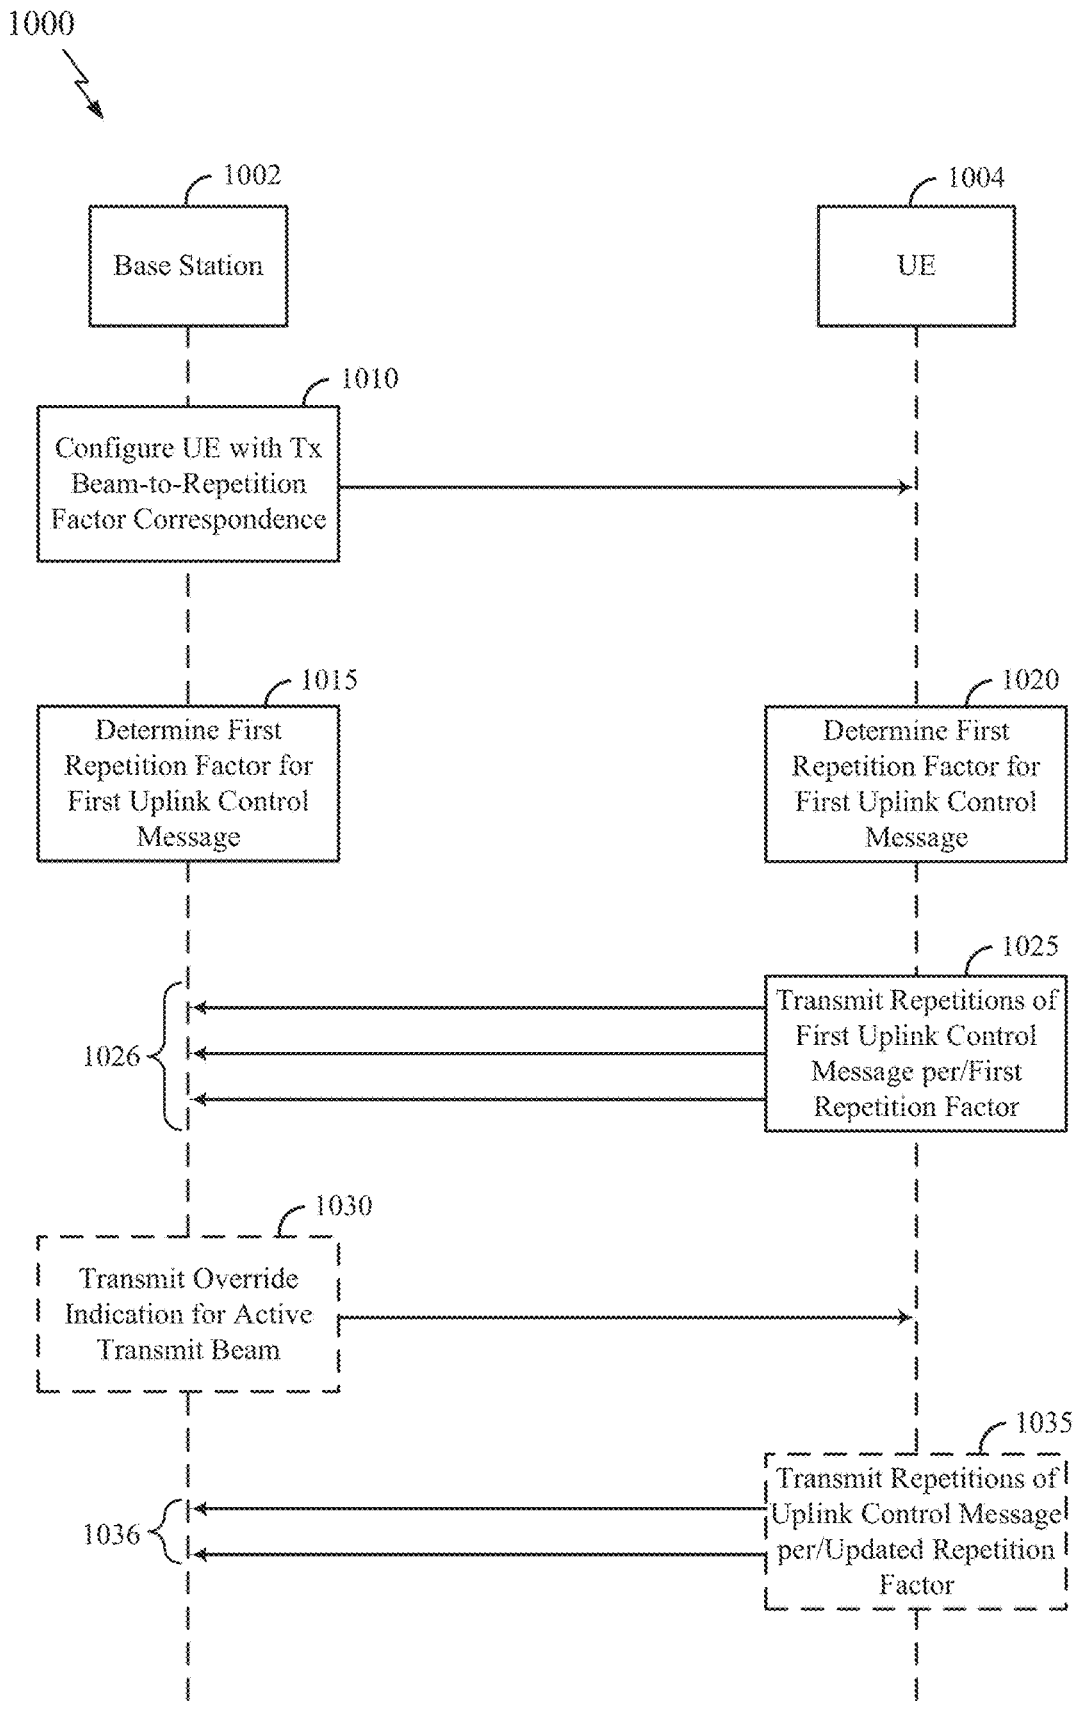 1000
1002
Base Station
1004
UE
1010
Configure UE with Tx
Beam-to-Repetition
Factor Correspondence
1015
Determine First
Repetition Factor for
First Uplink Control
Message
1020
Determine First
Repetition Factor for
First Uplink Control
Message
1025
Transmit Repetitions of
First Uplink Control
Message per/First
Repetition Factor
1026
1030
Transmit Override
Indication for Active
Transmit Beam
1035
Transmit Repetitions of
Uplink Control Message
per/Updated Repetition
Factor
1036